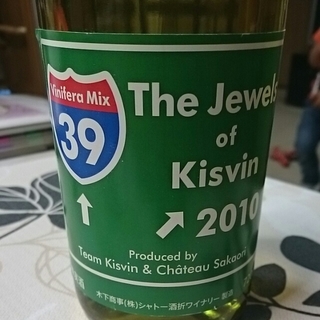 Vinifera Mix
39
The Jewels
of
Kisvin
2010
Produced by
Team Kisvin & Château Sakaori
酒
木下商事(株)シャトー酒折ワイナリー 製造